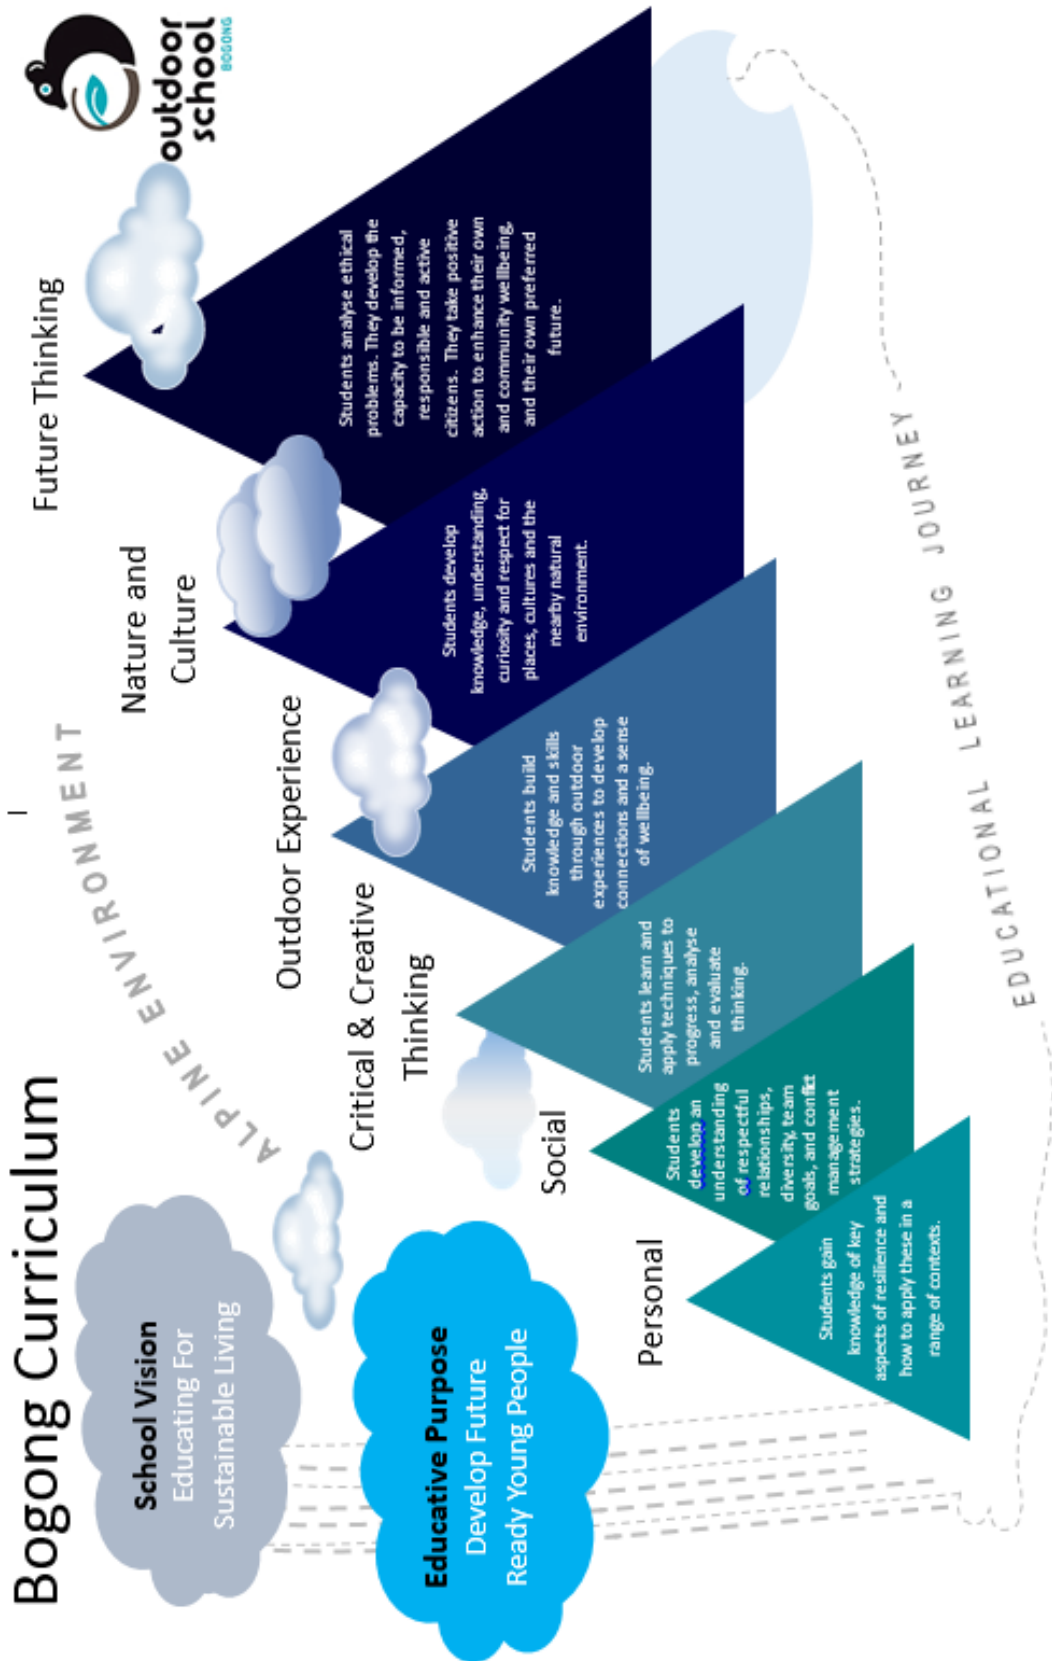 Bogong Curriculum
outdoor
school
BOGONG
School Vision
Educating For
Sustainable Living
Educative Purpose
Develop Future
Ready Young People
ALPINE ENVIRONMENT
Personal
Students gain
knowledge of key
aspects of resilience and
how to apply these in a
range of contexts.
Social
Students
develop an
understanding
of respectful
relationships,
diversity, team
goals, and conflict
management
strategies.
Critical & Creative
Thinking
Students learn and
apply techniques to
progress, analyse
and evaluate
thinking.
Outdoor Experience
Students build
knowledge and skills
through outdoor
experiences to develop
connections and a sense
of wellbeing.
Nature and
Culture
Students develop
knowledge, understanding,
curiosity and respect for
places, cultures and the
nearby natural
environment.
Future Thinking
Students analyse ethical
problems. They develop the
capacity to be informed,
responsible and active
citizens. They take positive
action to enhance their own
and community wellbeing,
and their own preferred
future.
EDUCATIONAL LEARNING JOURNEY